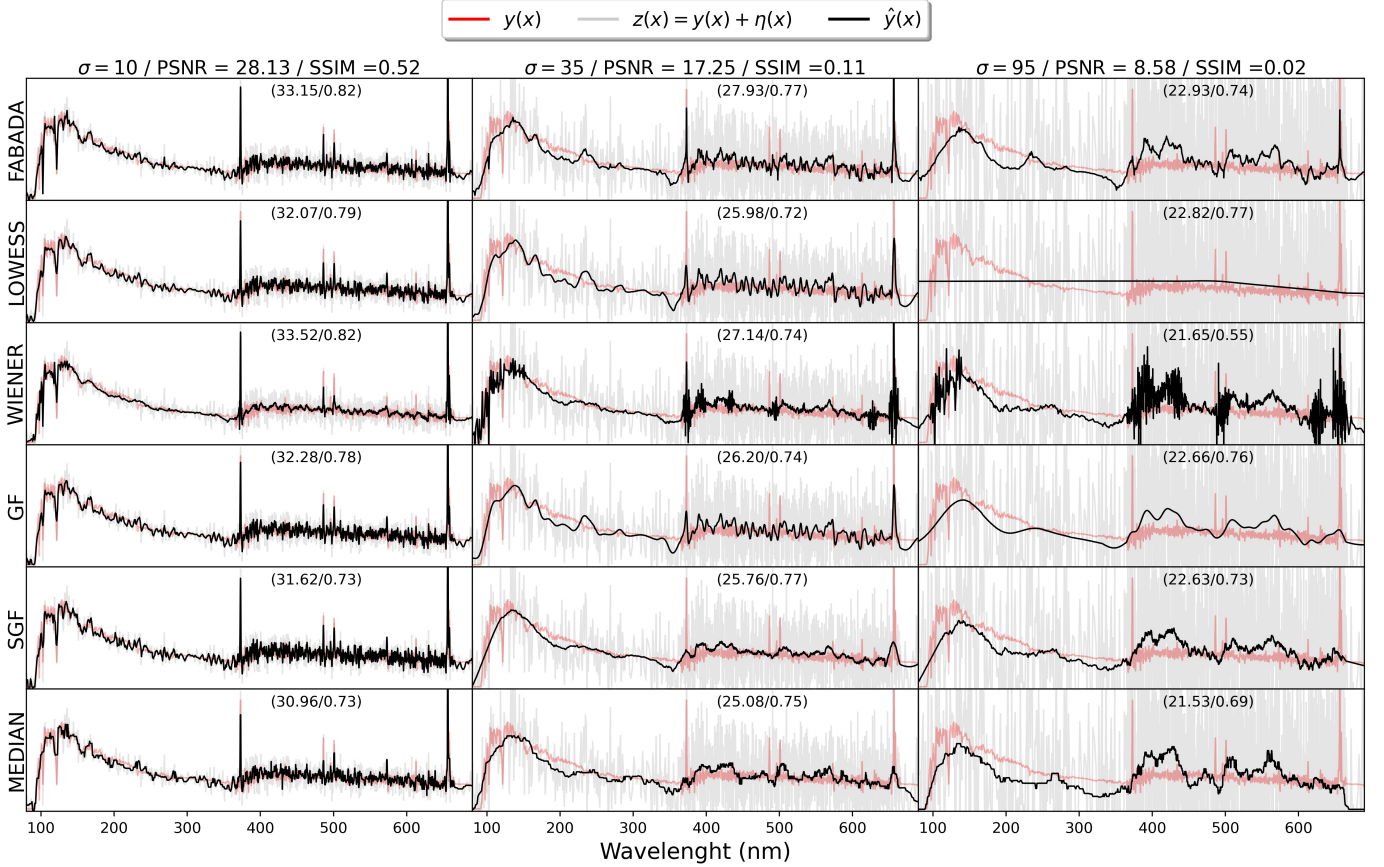 y(x) z(x) = y(x) + η(x) ŷ(x)
σ = 10 / PSNR = 28.13 / SSIM =0.52 σ = 35 / PSNR = 17.25 / SSIM =0.11 σ = 95 / PSNR = 8.58 / SSIM =0.02
FABADA (33.15/0.82) (27.93/0.77) (22.93/0.74)
LOWESS (32.07/0.79) (25.98/0.72) (22.82/0.77)
WIENER (33.52/0.82) (27.14/0.74) (21.65/0.55)
GF (32.28/0.78) (26.20/0.74) (22.66/0.76)
SGF (31.62/0.73) (25.76/0.77) (22.63/0.73)
MEDIAN (30.96/0.73) (25.08/0.75) (21.53/0.69)
100 200 300 400 500 600 100 200 300 400 500 600 100 200 300 400 500 600
Wavelenght (nm)